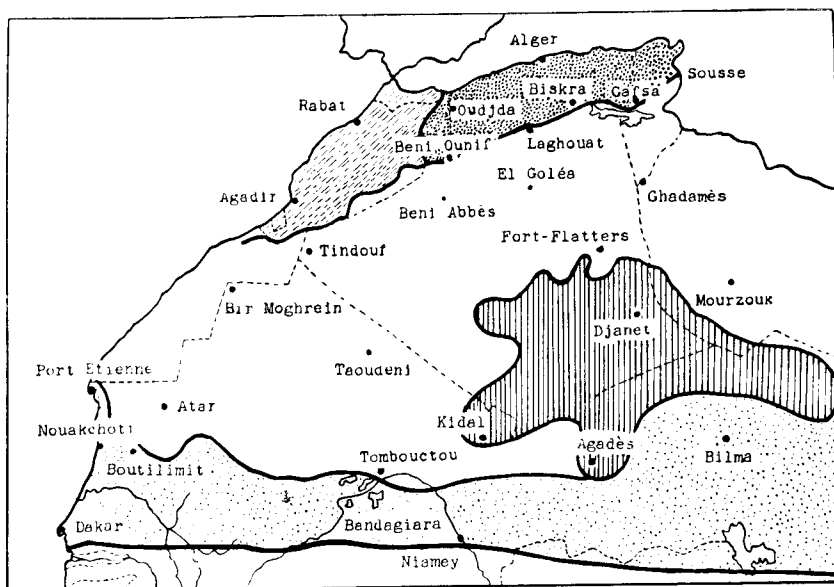 Alger
Sousse
Biskra
Gafsa
Rabat
Oudjda
Beni Ounif
Laghouat
El Goléa
Ghadamès
Agadir
Beni Abbès
Fort-Flatters
Tindouf
Mourzouk
Bir Moghrein
Djanet
Taoudeni
Port Etienne
Atar
Kidal
Nouakchott
Agadès
Tombouctou
Bilma
Boutilimit
Dakar
Bandagiara
Niamey